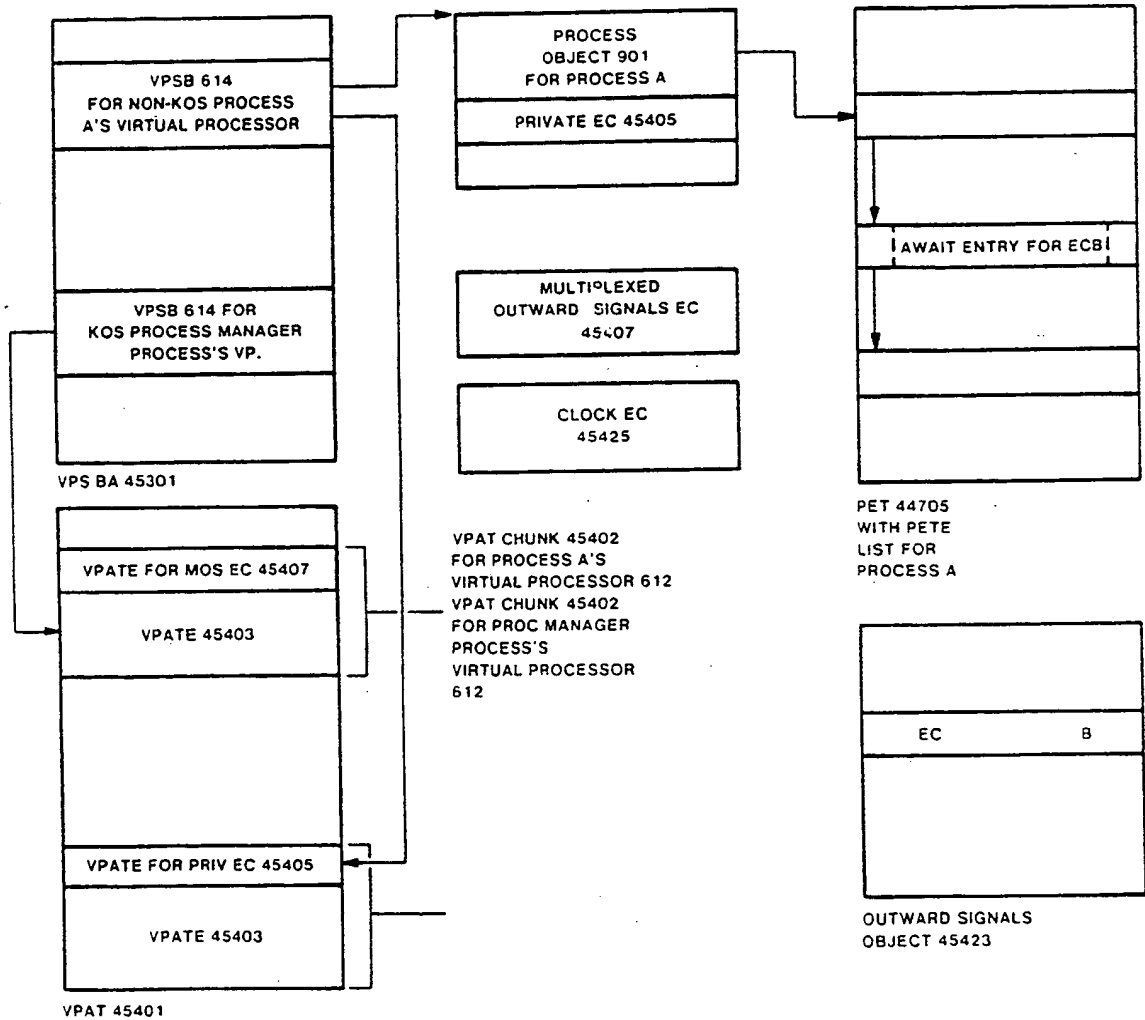 VPSB 614
FOR NON-KOS PROCESS
A'S VIRTUAL PROCESSOR
VPSB 614 FOR
KOS PROCESS MANAGER
PROCESS'S VP.
VPS BA 45301
PROCESS
OBJECT 901
FOR PROCESS A
PRIVATE EC 45405
MULTIPLEXED
OUTWARD SIGNALS EC
45407
CLOCK EC
45425
AWAIT ENTRY FOR ECB
PET 44705
WITH PETE
LIST FOR
PROCESS A
VPATE FOR MOS EC 45407
VPATE 45403
VPATE FOR PRIV EC 45405
VPATE 45403
VPAT 45401
VPAT CHUNK 45402
FOR PROCESS A'S
VIRTUAL PROCESSOR 612
VPAT CHUNK 45402
FOR PROC MANAGER
PROCESS'S
VIRTUAL PROCESSOR
612
EC B
OUTWARD SIGNALS
OBJECT 45423